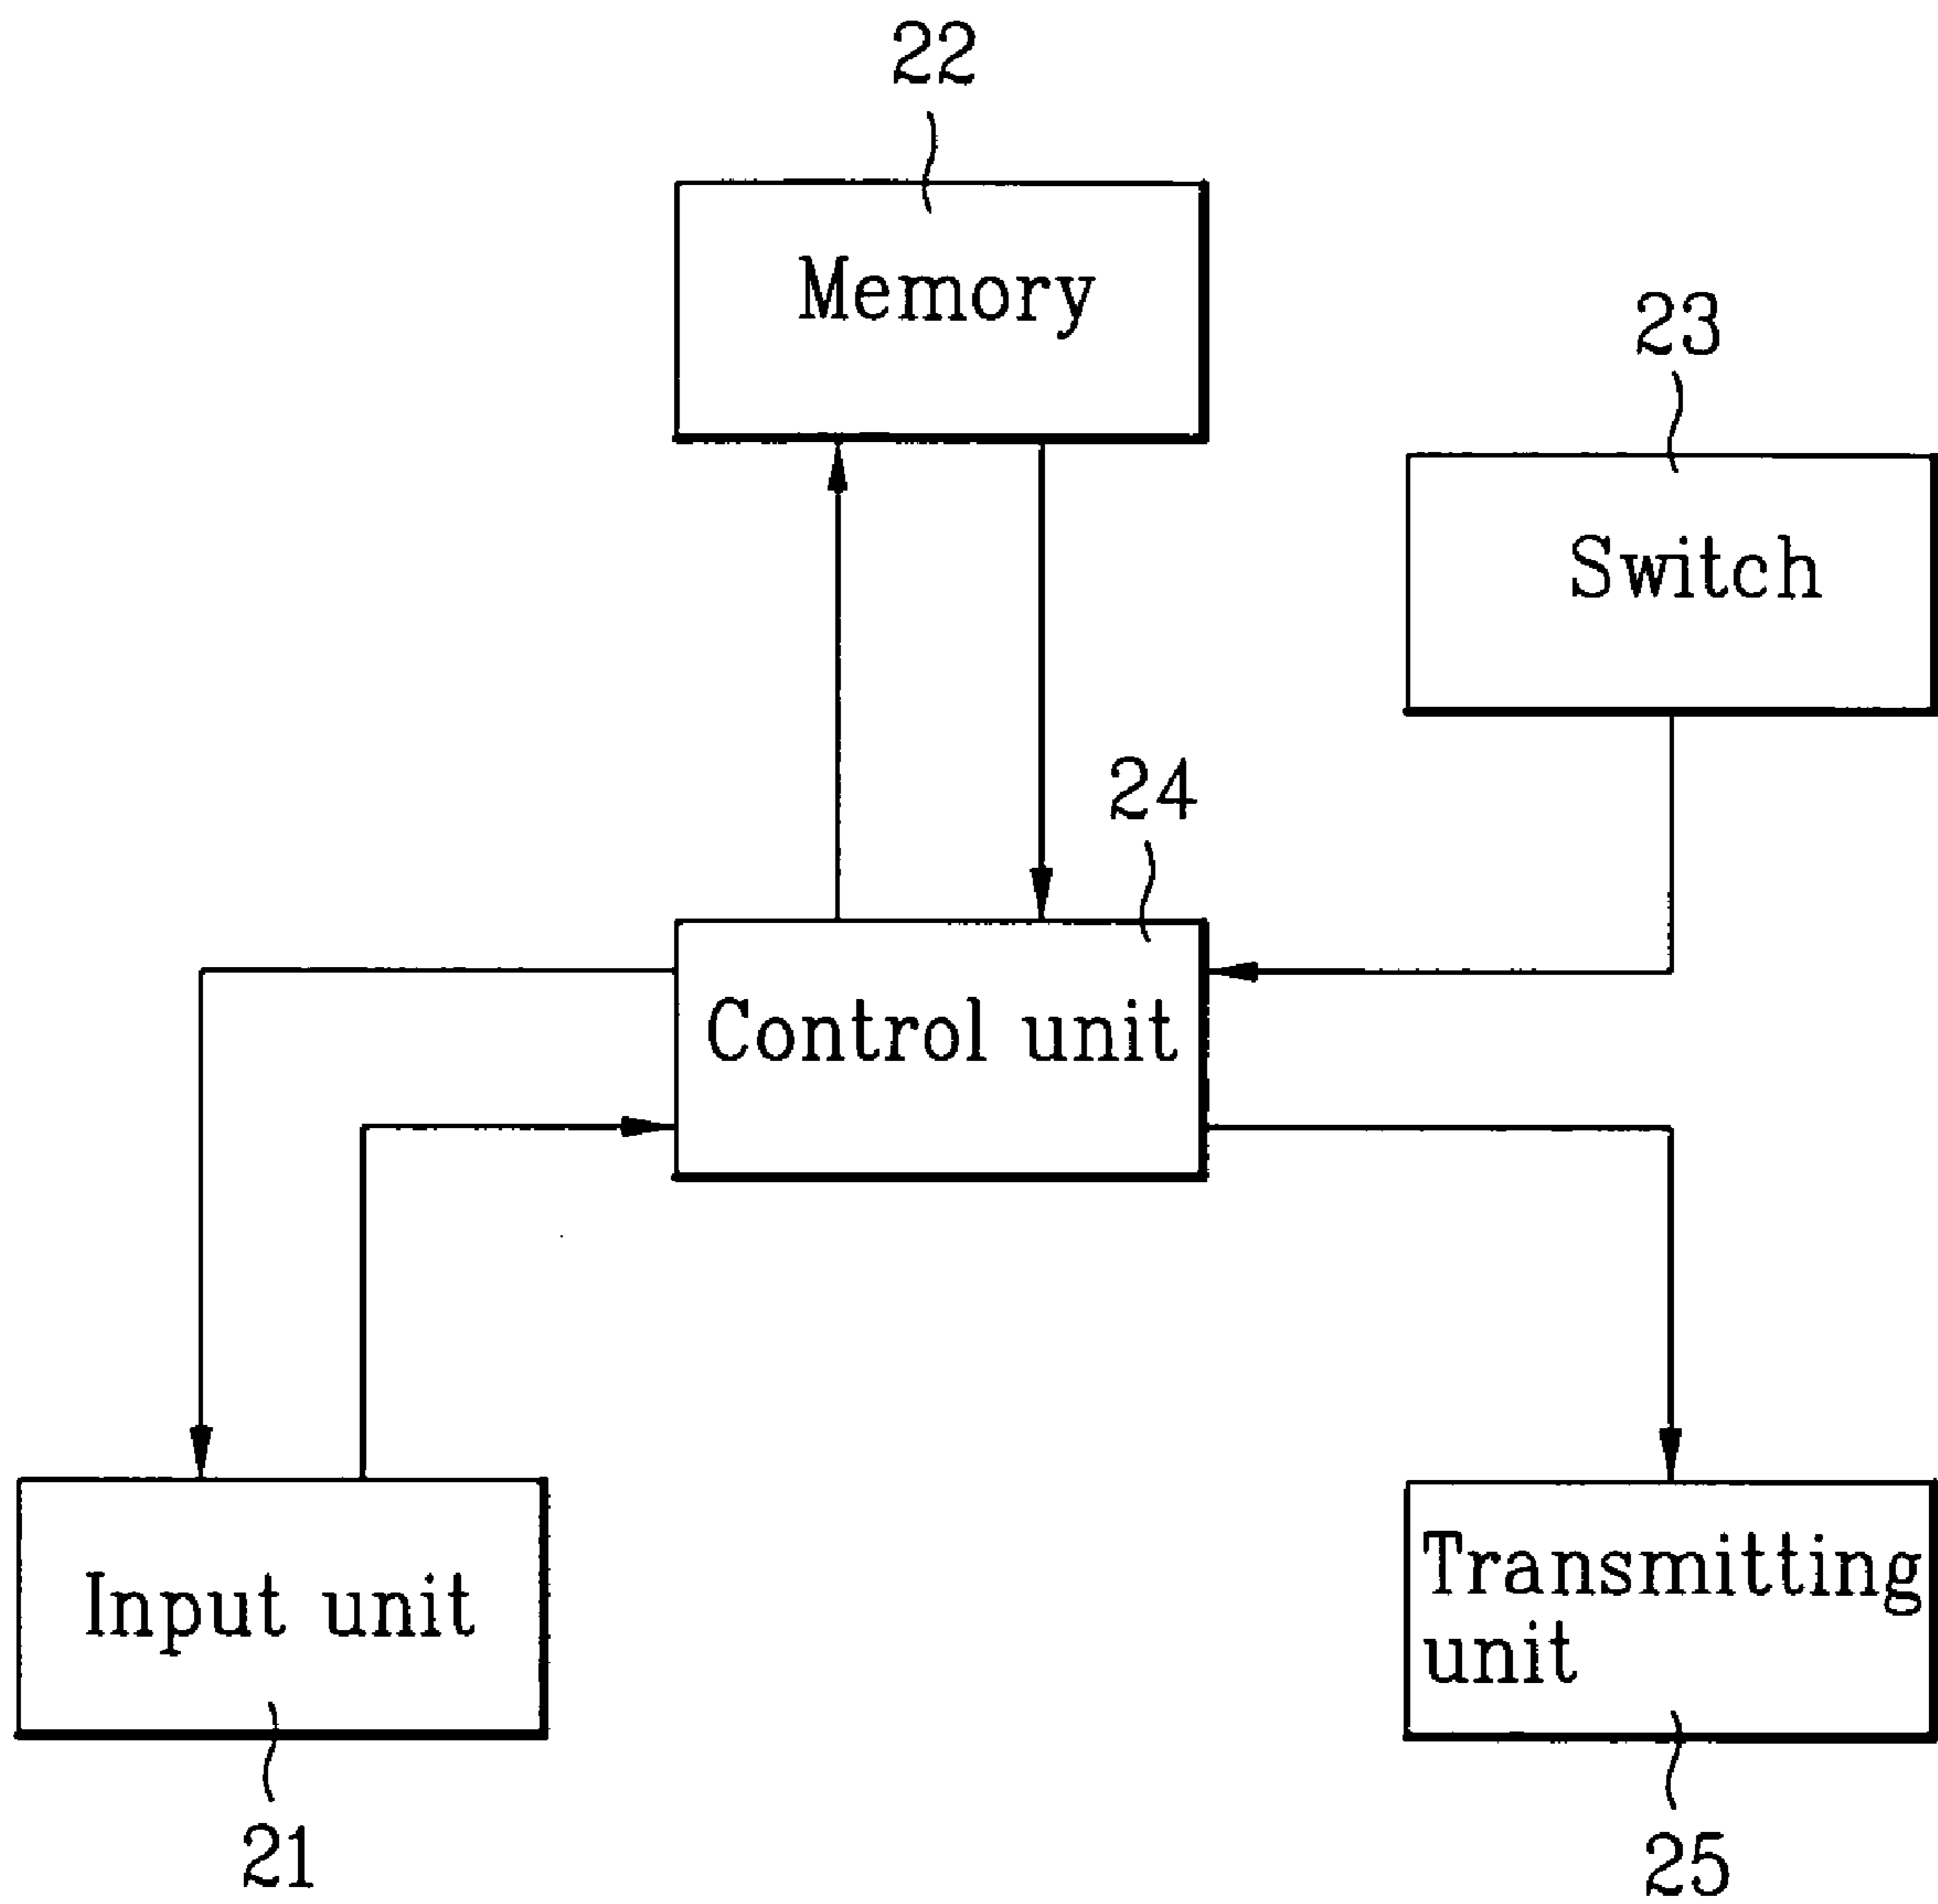 22
Memory
23
Switch
24
Control unit
Input unit
Transmitting
unit
21
25